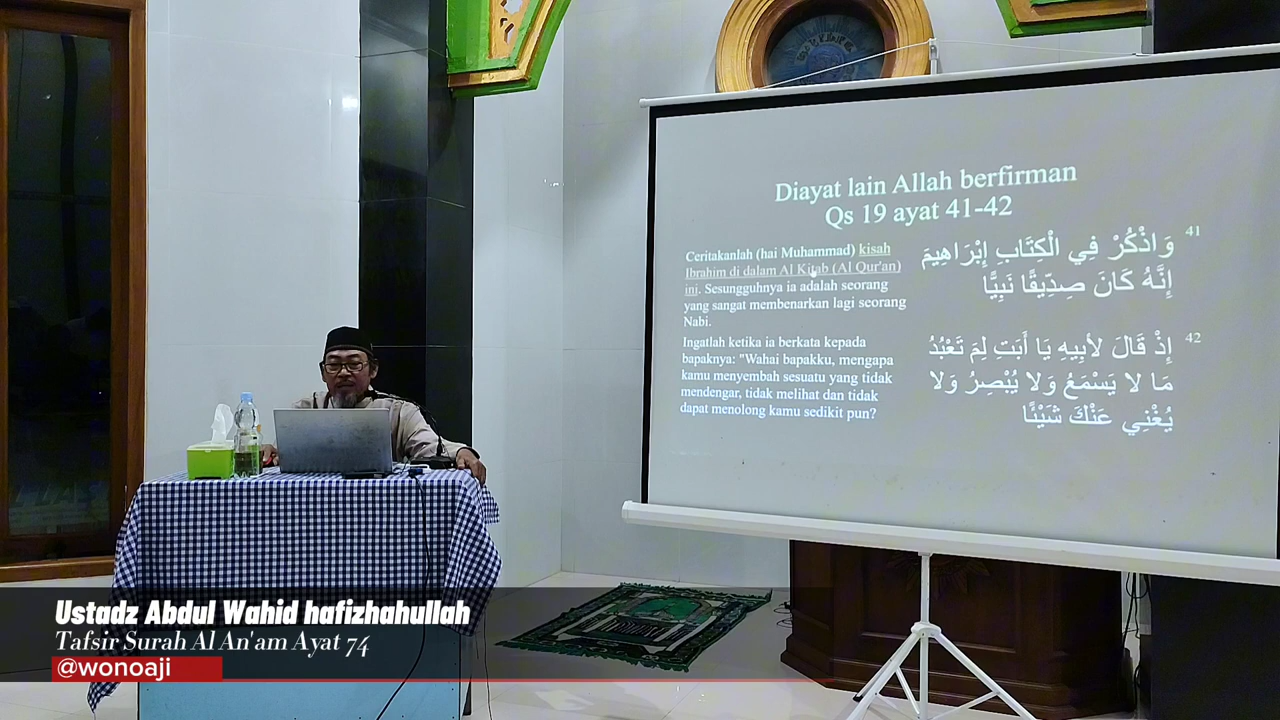 Diayat lain Allah berfirman
Qs 19 ayat 41-42
Ceritakanlah (hai Muhammad) kisah
Ibrahim di dalam Al Kitab (Al Qur'an)
ini. Sesungguhnya ia adalah seorang
yang sangat membenarkan lagi seorang
Nabi.
Ingatlah ketika ia berkata kepada
bapaknya: "Wahai bapakku, mengapa
kamu menyembah sesuatu yang tidak
mendengar, tidak melihat dan tidak
dapat menolong kamu sedikit pun?
41
وَاذْكُرْ فِي الْكِتَابِ إِبْرَاهِيمَ
إِنَّهُ كَانَ صِدِّيقًا نَبِيًّا
42
إِذْ قَالَ لأبِيهِ يَا أَبَتِ لِمَ تَعْبُدُ
مَا لا يَسْمَعُ وَلا يُبْصِرُ وَلا
يُغْنِي عَنْكَ شَيْئًا
Ustadz Abdul Wahid hafizhahullah
Tafsir Surah Al An'am Ayat 74
@wonoaji